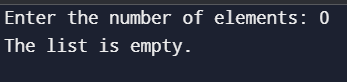 Enter the number of elements: 0
The list is empty.